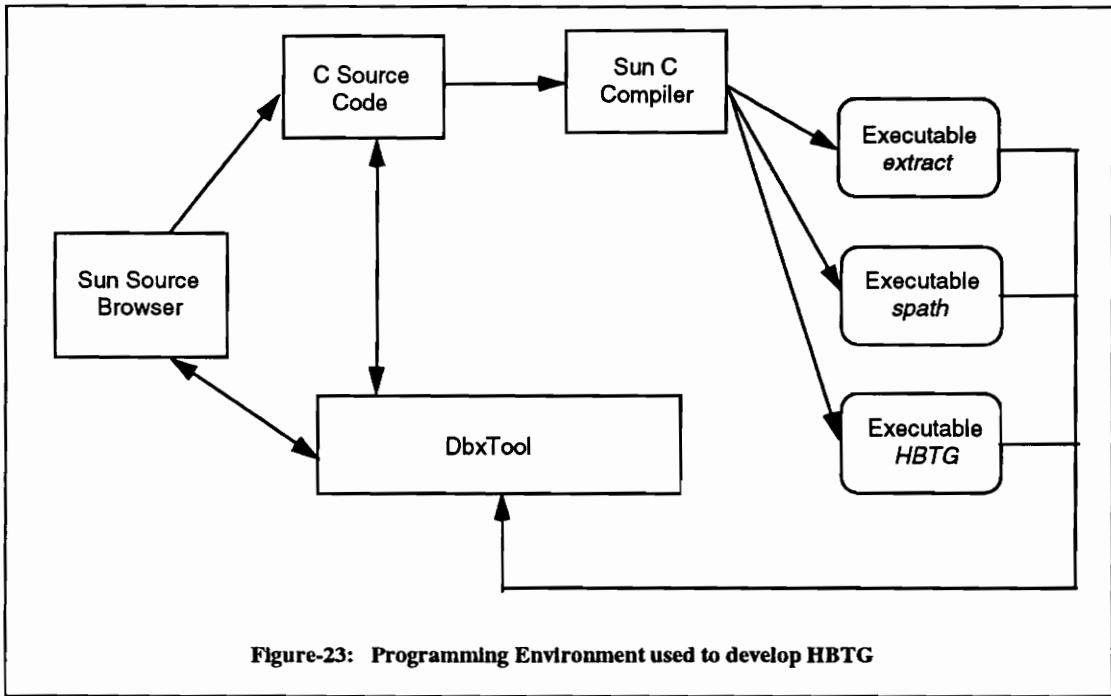 C Source
Code
Sun C
Compiler
Executable
extract
Sun Source
Browser
Executable
spath
Executable
HBTG
DbxTool
Figure-23: Programming Environment used to develop HBTG